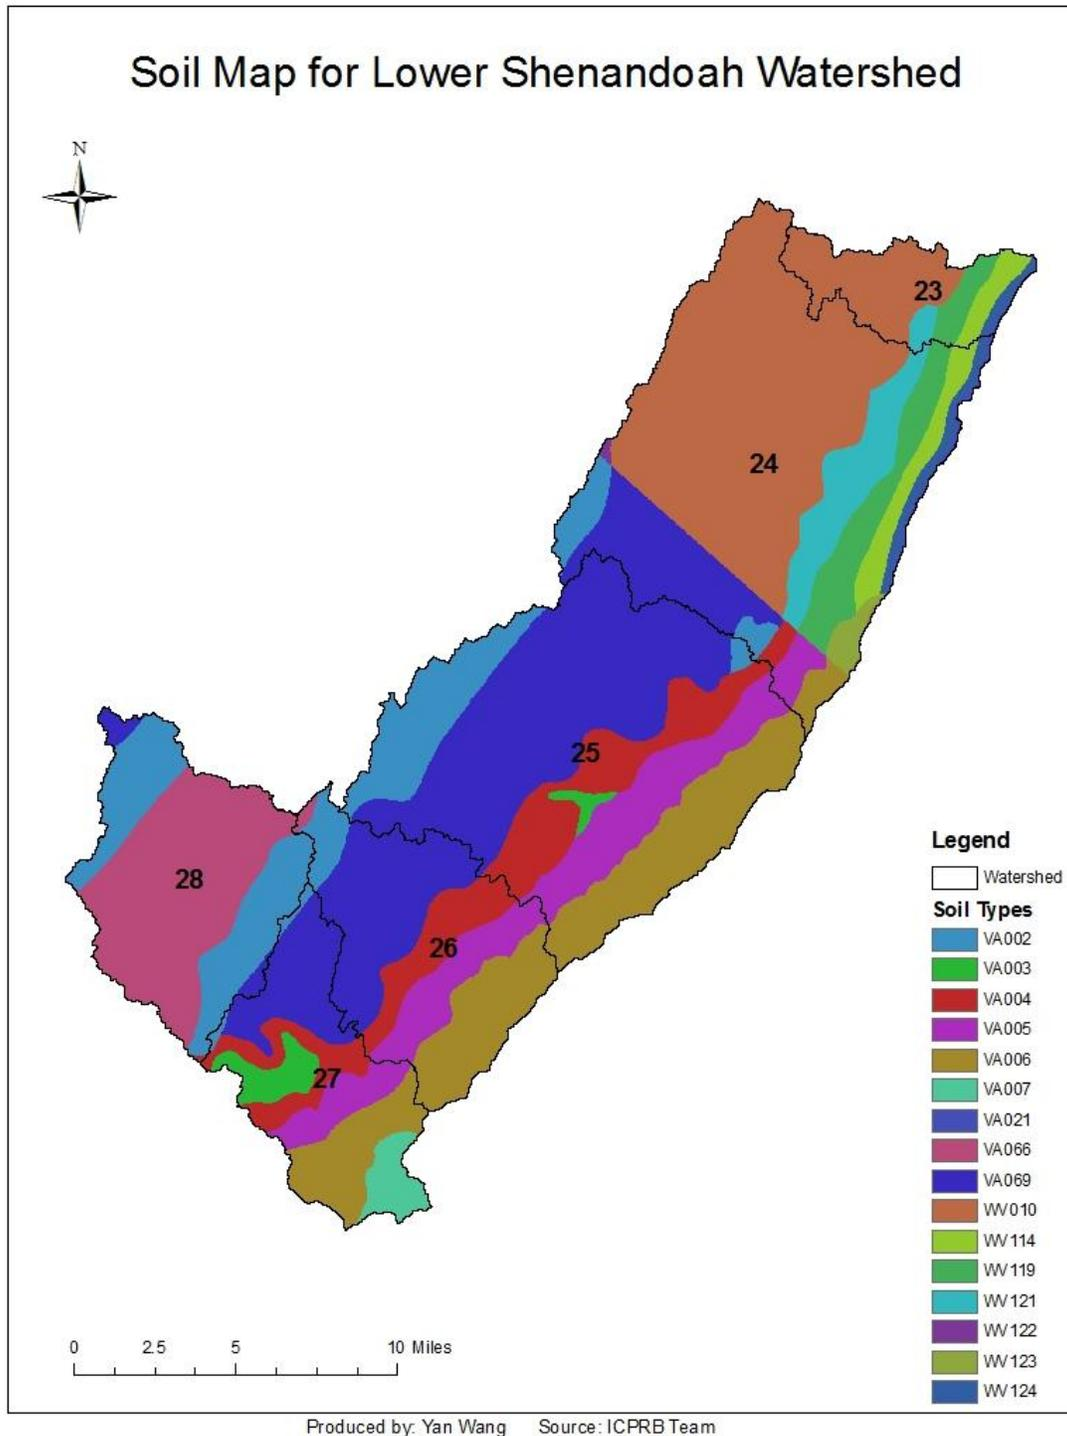 Soil Map for Lower Shenandoah Watershed
N
23
24
25
26
28
27
Legend
Watershed
Soil Types
VA002
VA003
VA004
VA005
VA006
VA007
VA021
VA066
VA069
WV010
WV114
WV119
WV121
WV122
WV123
WV124
0 2.5 5 10 Miles
Produced by: Yan Wang Source: ICPRB Team